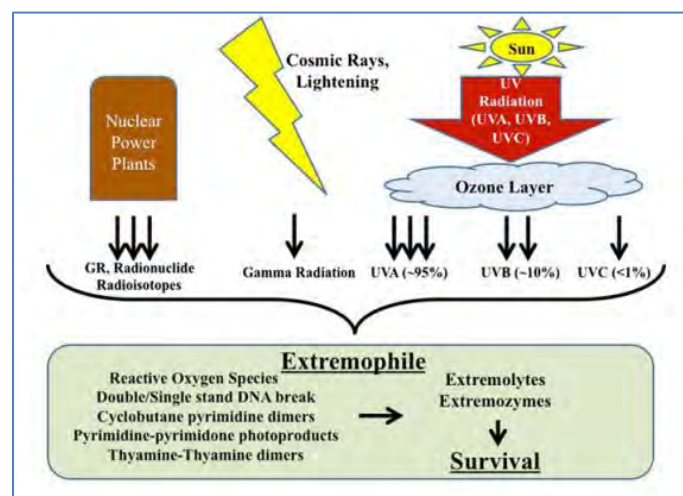 Nuclear
Power
Plants
Cosmic Rays,
Lightening
Sun
UV
Radiation
(UVA, UVB,
UVC)
Ozone Layer
GR, Radionuclide
Radioisotopes
Gamma Radiation
UVA (~95%)
UVB (~10%)
UVC (<1%)
Extremophile
Reactive Oxygen Species
Double/Single stand DNA break
Cyclobutane pyrimidine dimers
Pyrimidine-pyrimidone photoproducts
Thyamine-Thyamine dimers
Extremolytes
Extremozymes
Survival